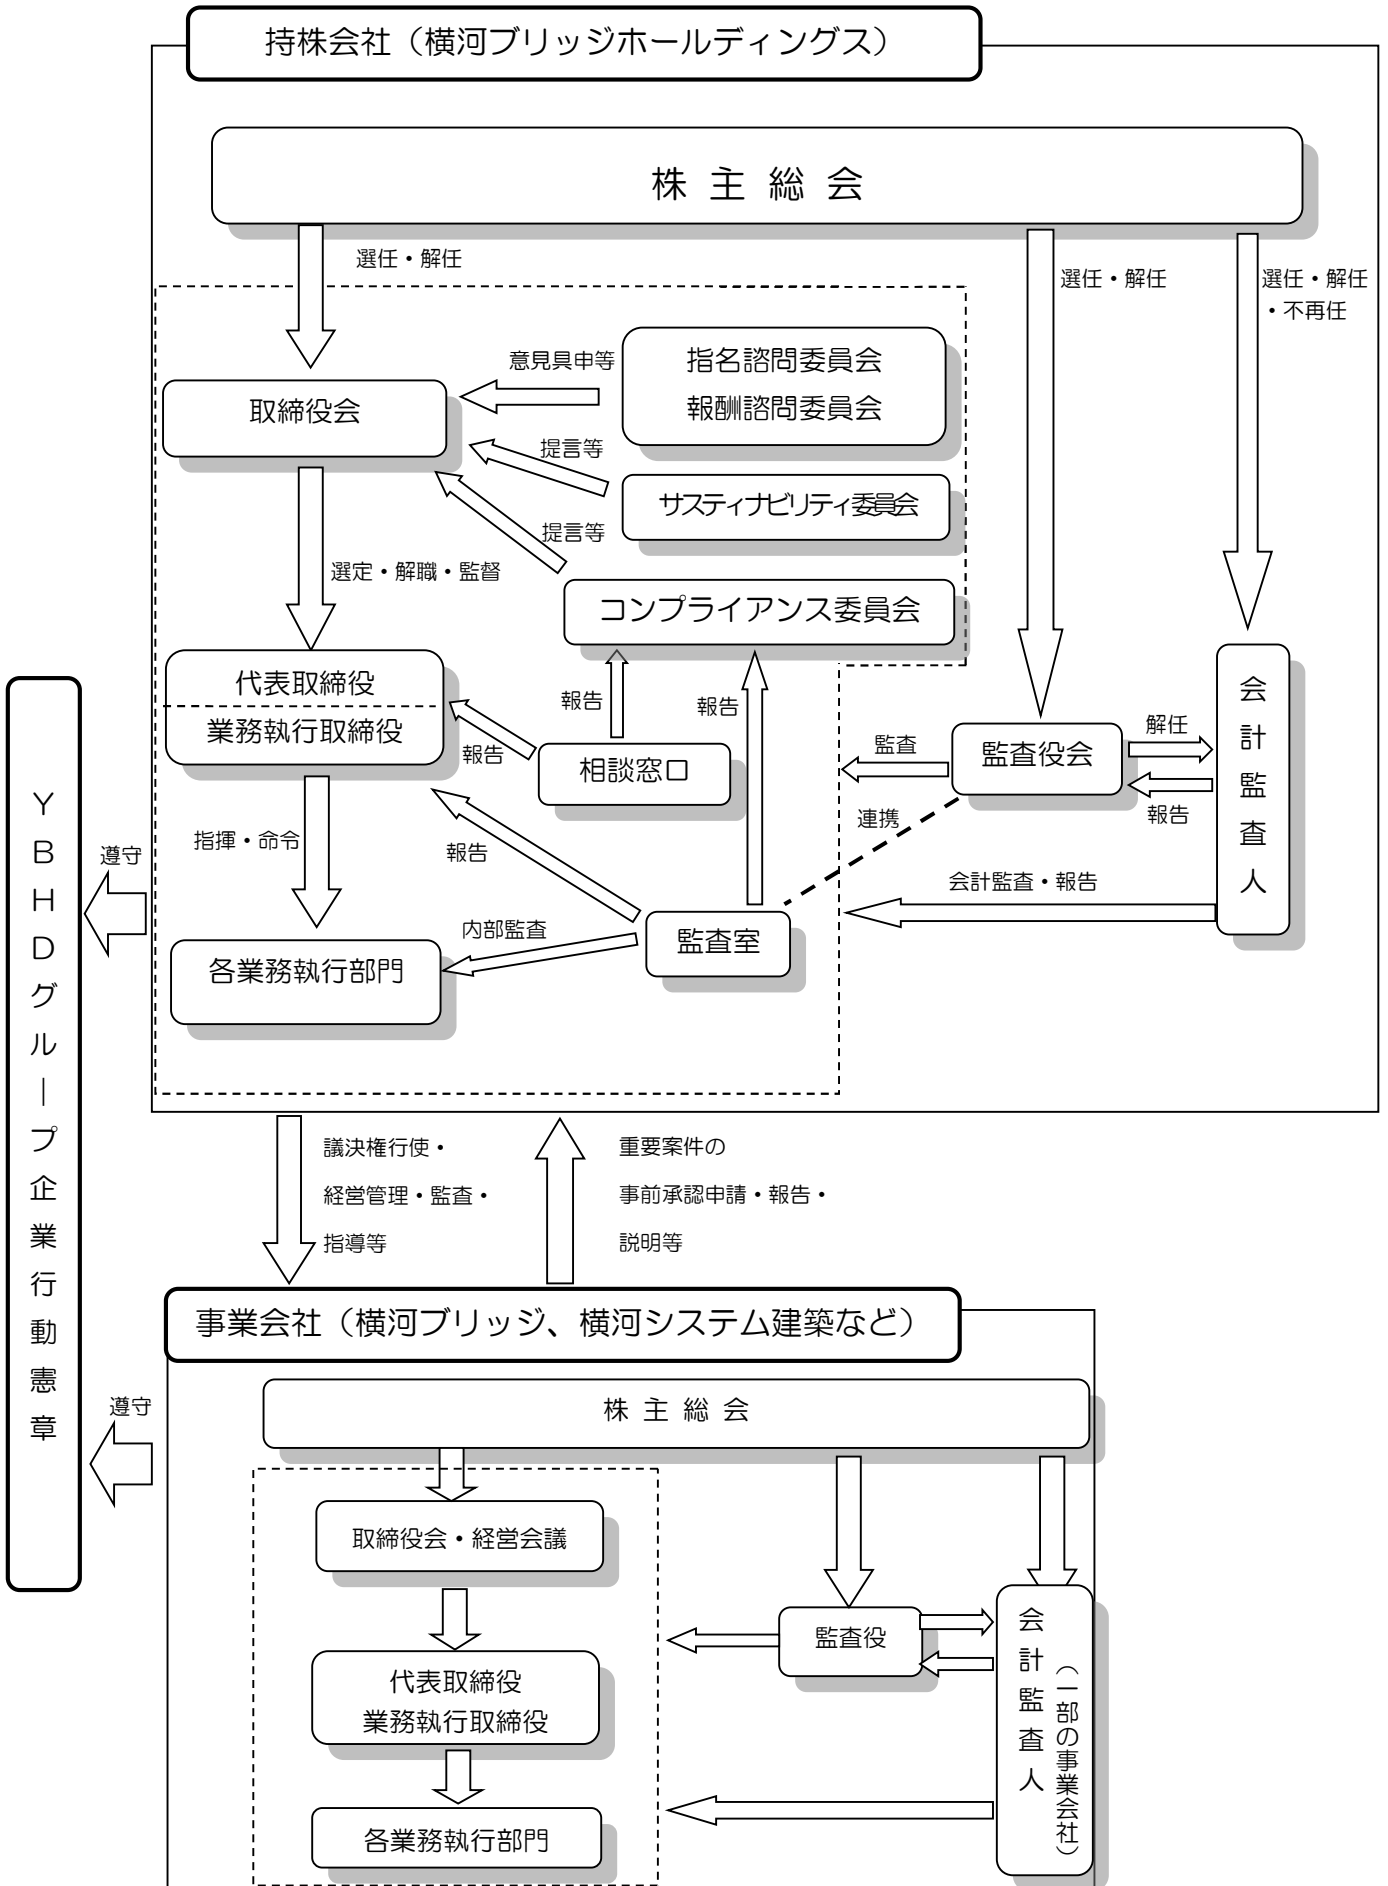 持株会社（横河ブリッジホールディングス）
株 主 総 会
選任・解任
選任・解任
選任・解任
・不再任
意見具申等
指名諮問委員会
報酬諮問委員会
取締役会
提言等
サスティナビリティ委員会
提言等
選定・解職・監督
コンプライアンス委員会
代表取締役
業務執行取締役
報告
報告
報告
相談窓口
監査
監査役会
解任
報告
会計監査人
連携
指揮・命令
報告
会計監査・報告
内部監査
監査室
各業務執行部門
遵守
YBHDグループ企業行動憲章
議決権行使・
経営管理・監査・
指導等
重要案件の
事前承認申請・報告・
説明等
事業会社（横河ブリッジ、横河システム建築など）
株 主 総 会
遵守
取締役会・経営会議
監査役
会計監査人
（一部の事業会社）
代表取締役
業務執行取締役
各業務執行部門